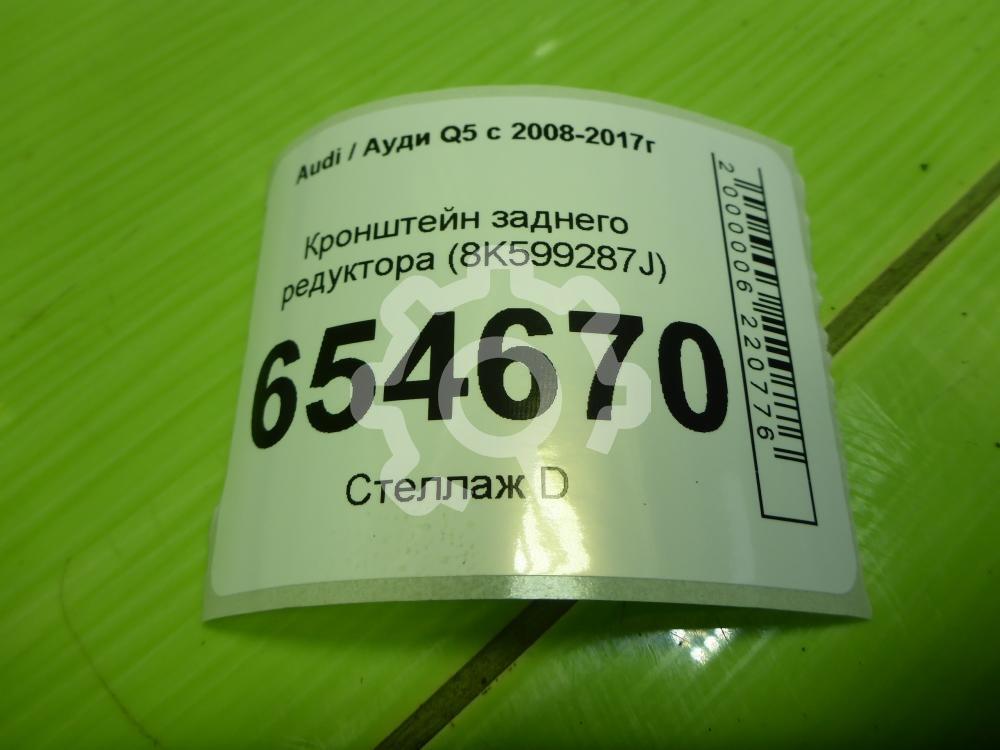 Audi / Ауди Q5 с 2008-2017г
Кронштейн заднего
редуктора (8K599287J)
654670
Стеллаж D
2000006220776